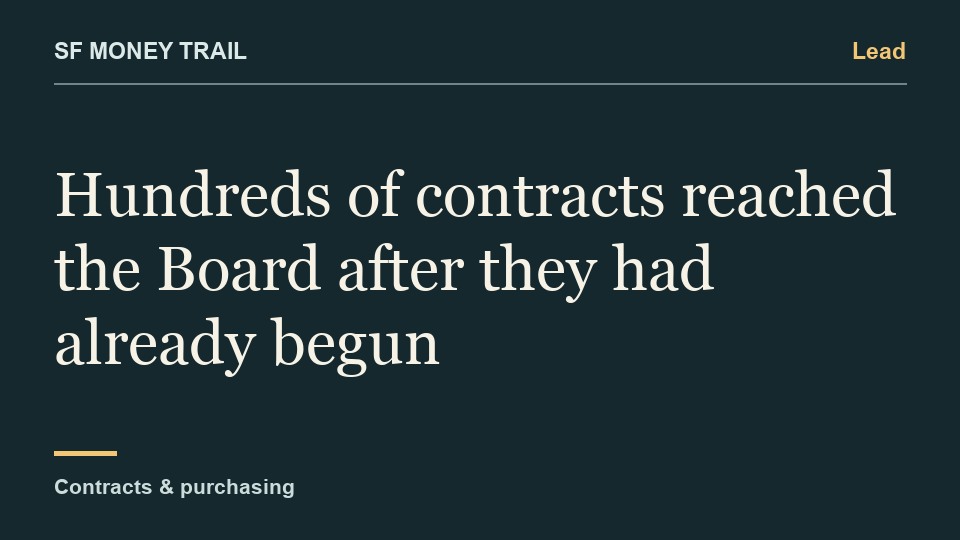 SF MONEY TRAIL
Lead
Hundreds of contracts reached
the Board after they had
already begun
Contracts & purchasing